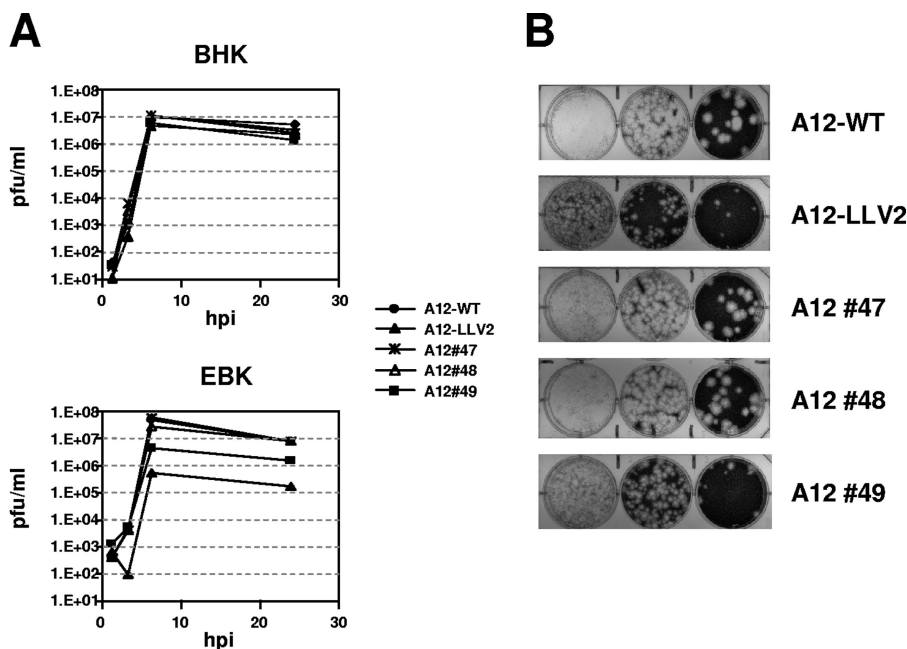 A
BHK
pfu/ml
1.E+08
1.E+07
1.E+06
1.E+05
1.E+04
1.E+03
1.E+02
1.E+01
0
10
20
30
hpi
A12-WT
A12-LLV2
A12#47
A12#48
A12#49
EBK
pfu/ml
1.E+08
1.E+07
1.E+06
1.E+05
1.E+04
1.E+03
1.E+02
1.E+01
0
10
20
30
hpi
B
A12-WT
A12-LLV2
A12 #47
A12 #48
A12 #49